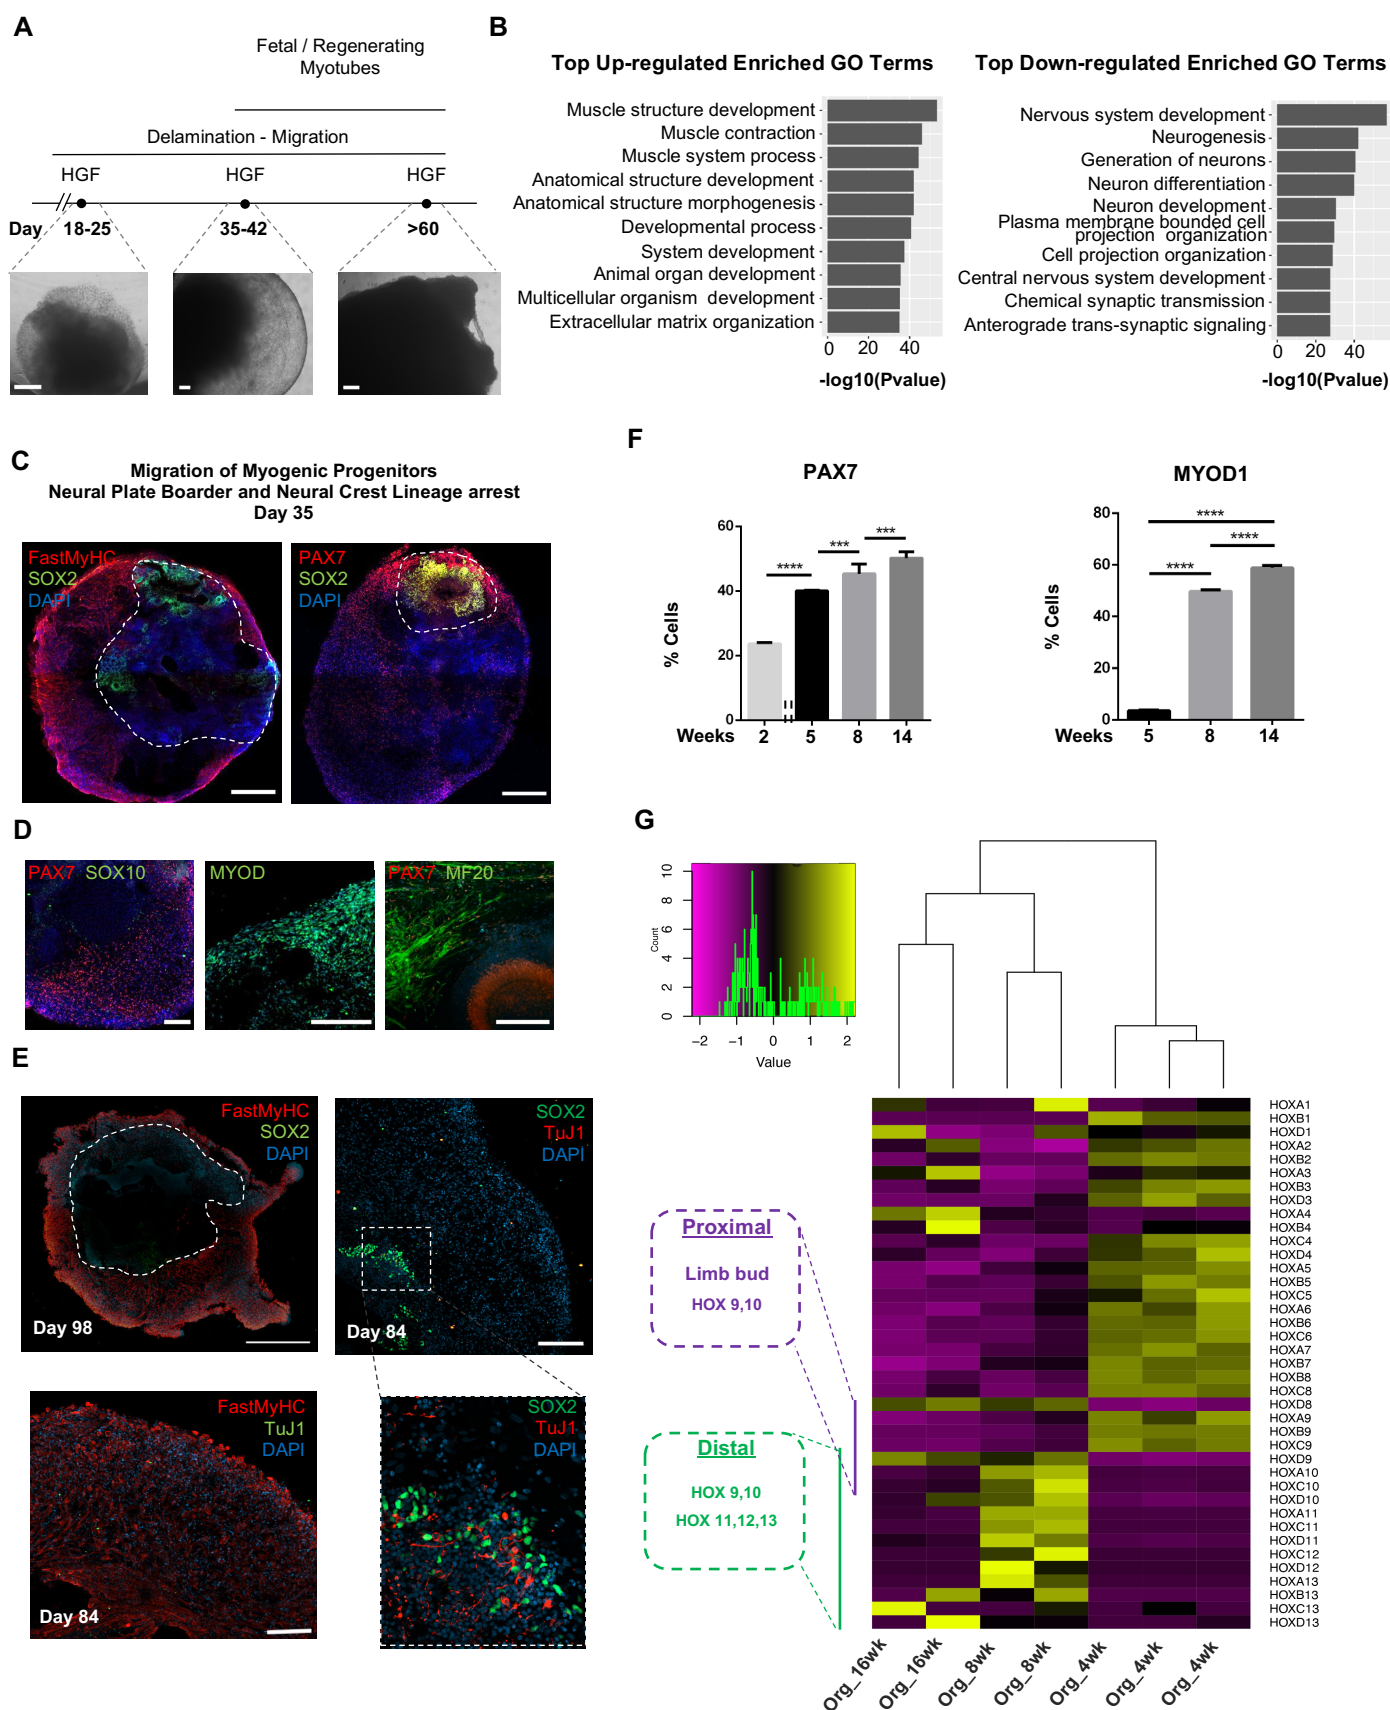 A
Fetal / Regenerating
Myotubes
Delamination - Migration
HGF
HGF
HGF
Day
18-25
35-42
>60
B
Top Up-regulated Enriched GO Terms
Muscle structure development
Muscle contraction
Muscle system process
Anatomical structure development
Anatomical structure morphogenesis
Developmental process
System development
Animal organ development
Multicellular organism development
Extracellular matrix organization
0
20
40
-log10(Pvalue)
Top Down-regulated Enriched GO Terms
Nervous system development
Neurogenesis
Generation of neurons
Neuron differentiation
Neuron development
Plasma membrane bounded cell
projection organization
Cell projection organization
Central nervous system development
Chemical synaptic transmission
Anterograde trans-synaptic signaling
0
20
40
-log10(Pvalue)
C
Migration of Myogenic Progenitors
Neural Plate Boarder and Neural Crest Lineage arrest
Day 35
FastMyHC
SOX2
DAPI
PAX7
SOX2
DAPI
D
PAX7 SOX10
MYOD
PAX7 MF20
E
FastMyHC
SOX2
DAPI
Day 98
SOX2
TuJ1
DAPI
Day 84
FastMyHC
TuJ1
DAPI
Day 84
SOX2
TuJ1
DAPI
F
PAX7
% Cells
60
40
20
0
****
***
***
Weeks
2
5
8
14
MYOD1
% Cells
80
60
40
20
0
****
****
****
Weeks
5
8
14
G
Count
10
8
6
4
2
0
-2
-1
0
1
2
Value
Proximal
Limb bud
HOX 9,10
Distal
HOX 9,10
HOX 11,12,13
HOXA1
HOXB1
HOXD1
HOXA2
HOXB2
HOXA3
HOXB3
HOXD3
HOXA4
HOXB4
HOXC4
HOXD4
HOXA5
HOXB5
HOXC5
HOXA6
HOXB6
HOXC6
HOXA7
HOXB7
HOXB8
HOXC8
HOXD8
HOXA9
HOXB9
HOXC9
HOXD9
HOXA10
HOXC10
HOXD10
HOXA11
HOXC11
HOXD11
HOXC12
HOXD12
HOXA13
HOXB13
HOXC13
HOXD13
Org_16wk
Org_16wk
Org_8wk
Org_8wk
Org_4wk
Org_4wk
Org_4wk